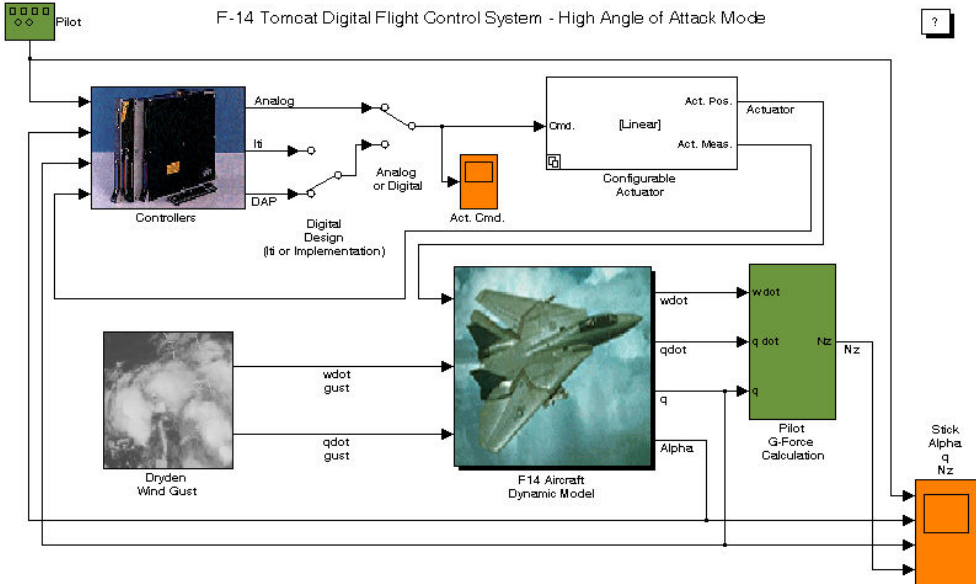 F-14 Tomcat Digital Flight Control System - High Angle of Attack Mode
?
Pilot
Analog
lti
DAP
Controllers
Digital
Design
(lti or Implementation)
Analog
or Digital
Act. Cmd.
Cmd.
[Linear]
Act. Pos.
Act. Meas.
Configurable
Actuator
Actuator
wdot
gust
qdot
gust
Dryden
Wind Gust
F14 Aircraft
Dynamic Model
wdot
qdot
q
Alpha
w dot
q dot
q
Nz
Pilot
G-Force
Calculation
Nz
Stick
Alpha
q
Nz